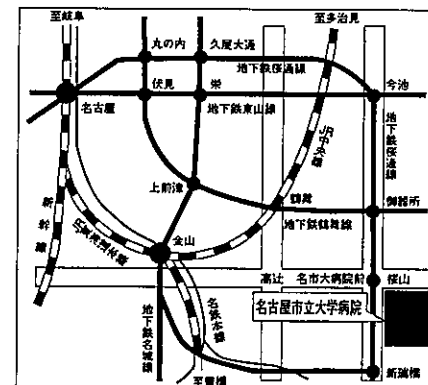 至岐阜
至多治見
丸の内
久屋大通
地下鉄桜通線
名古屋
伏見
栄
今池
地下鉄東山線
地下鉄桜通線
JR中央線
新幹線
上前津
鶴舞
御器所
地下鉄鶴舞線
JR東海道本線
金山
高辻
名市大病院前
桜山
名古屋市立大学病院
地下鉄名城線
名鉄本線
至豊橋
新瑞橋